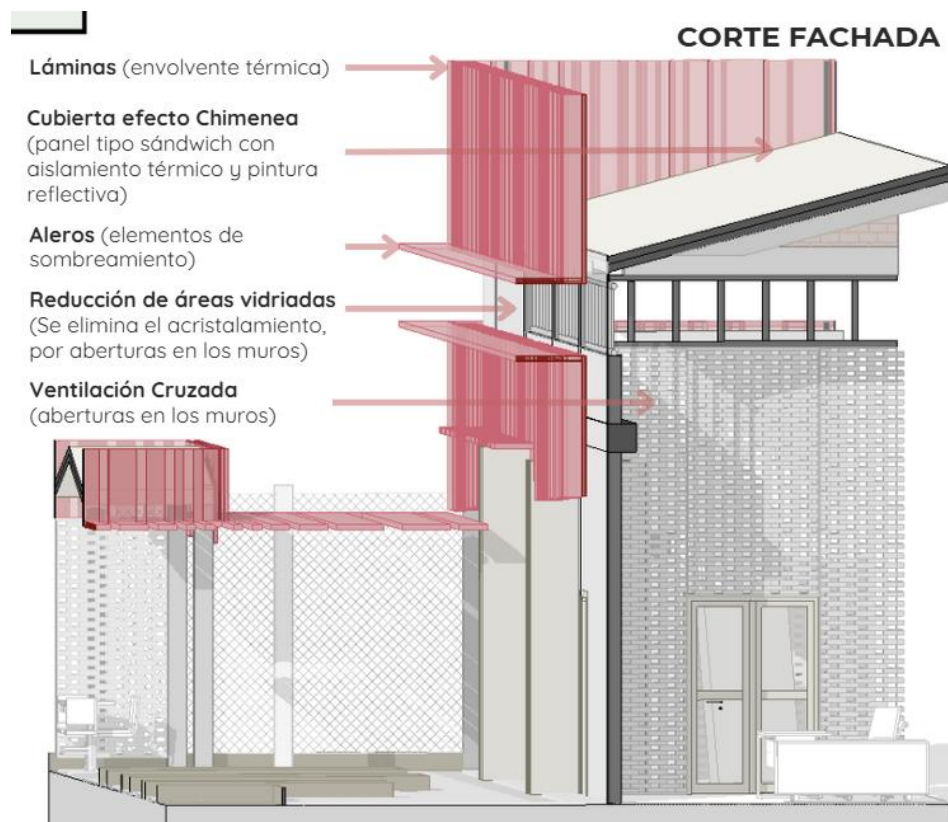 CORTE FACHADA
Láminas (envolvente térmica)
Cubierta efecto Chimenea
(panel tipo sándwich con
aislamiento térmico y pintura
reflectiva)
Aleros (elementos de
sombreamiento)
Reducción de áreas vidriadas
(Se elimina el acristalamiento,
por aberturas en los muros)
Ventilación Cruzada
(aberturas en los muros)